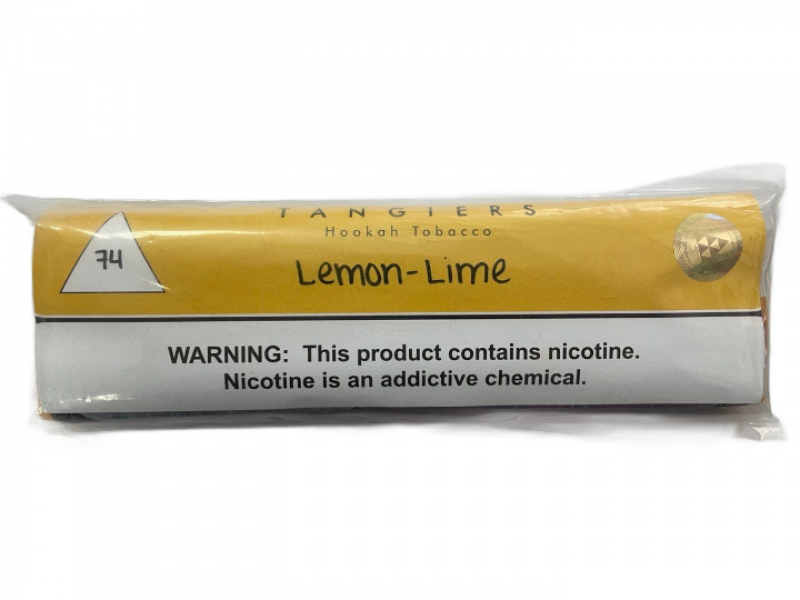 TANGIERS
Hookah Tobacco
74
Lemon-Lime
WARNING: This product contains nicotine.
Nicotine is an addictive chemical.